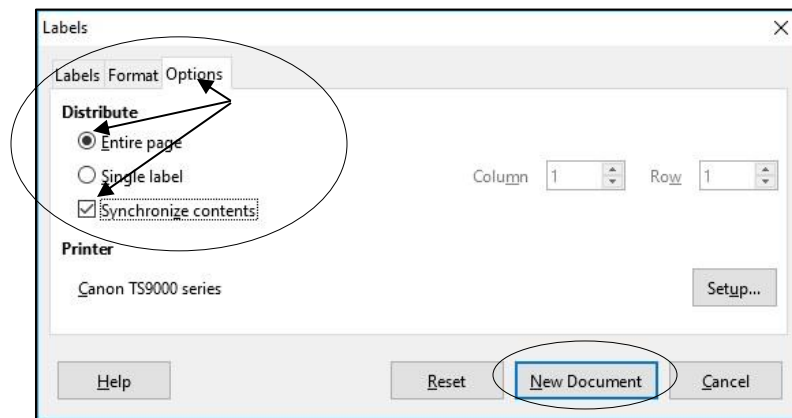 Labels
Labels Format Options
Distribute
Entire page
Single label
Column 1 Row 1
Synchronize contents
Printer
Canon TS9000 series
Setup...
Help Reset New Document Cancel